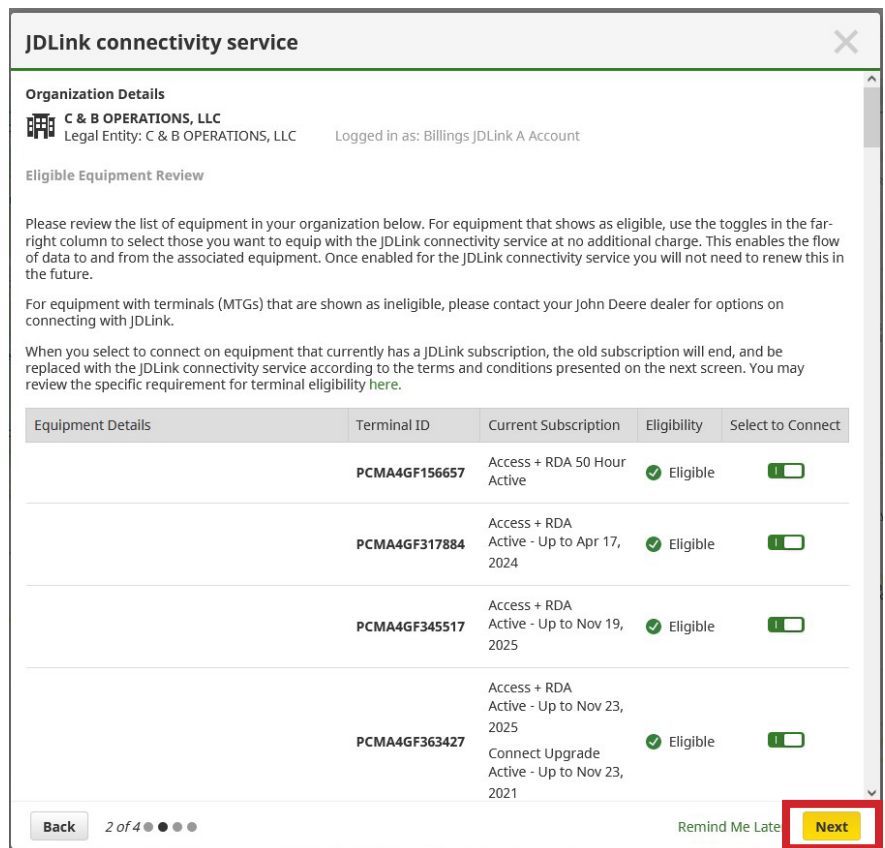 JDLink connectivity service
Organization Details
C & B OPERATIONS, LLC
Legal Entity: C & B OPERATIONS, LLC Logged in as: Billings JDLink A Account
Eligible Equipment Review
Please review the list of equipment in your organization below. For equipment that shows as eligible, use the toggles in the far-
right column to select those you want to equip with the JDLink connectivity service at no additional charge. This enables the flow
of data to and from the associated equipment. Once enabled for the JDLink connectivity service you will not need to renew this in
the future.
For equipment with terminals (MTGs) that are shown as ineligible, please contact your John Deere dealer for options on
connecting with JDLink.
When you select to connect on equipment that currently has a JDLink subscription, the old subscription will end, and be
replaced with the JDLink connectivity service according to the terms and conditions presented on the next screen. You may
review the specific requirement for terminal eligibility here.
Equipment Details Terminal ID Current Subscription Eligibility Select to Connect
Access + RDA 50 Hour
PCMA4GF156657 Eligible
Active
Access + RDA
PCMA4GF317884 Active - Up to Apr 17, Eligible
2024
Access + RDA
PCMA4GF345517 Active - Up to Nov 19, Eligible
2025
Access + RDA
Active - Up to Nov 23,
2025
PCMA4GF363427 Eligible
Connect Upgrade
Active - Up to Nov 23,
2021
Back 2 of 4 Remind Me Late Next